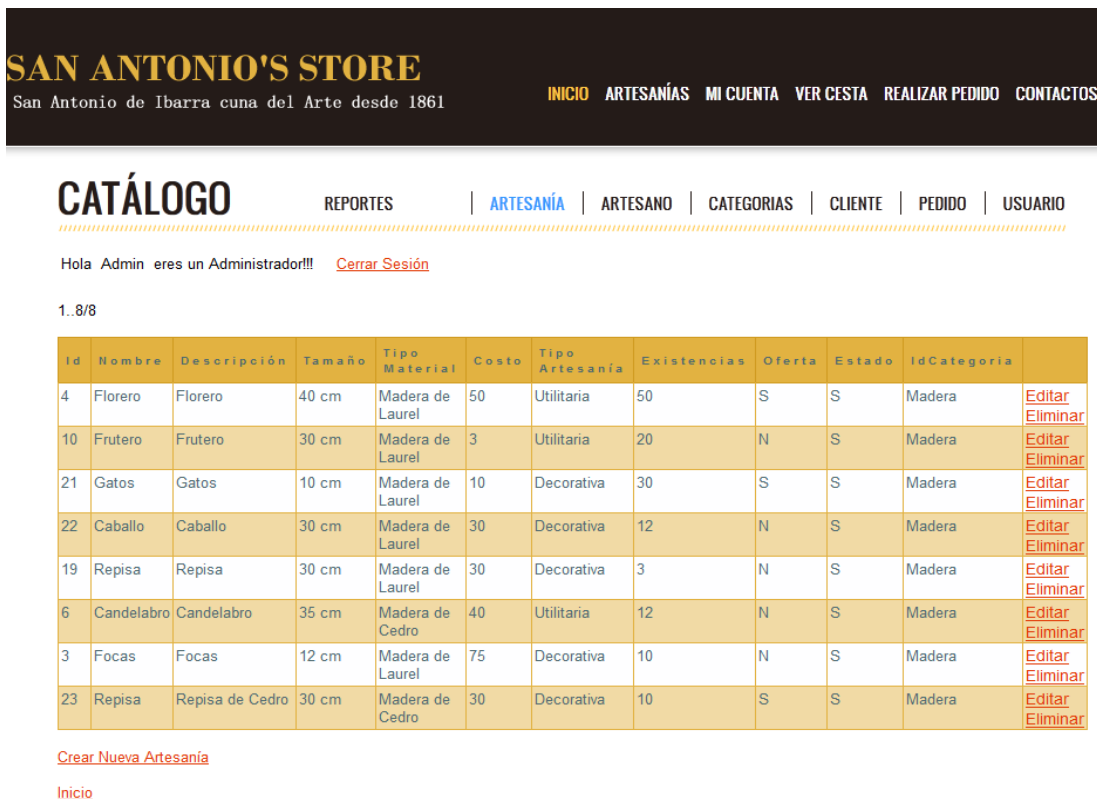 SAN ANTONIO'S STORE
San Antonio de Ibarra cuna del Arte desde 1861
INICIO ARTESANÍAS MI CUENTA VER CESTA REALIZAR PEDIDO CONTACTOS
CATÁLOGO REPORTES | ARTESANÍA | ARTESANO | CATEGORIAS | CLIENTE | PEDIDO | USUARIO
Hola Admin eres un Administrador!!! Cerrar Sesión
1..8/8
Id Nombre Descripción Tamaño Tipo Material Costo Tipo Artesanía Existencias Oferta Estado IdCategoria
4 Florero Florero 40 cm Madera de Laurel 50 Utilitaria 50 S S Madera Editar Eliminar
10 Frutero Frutero 30 cm Madera de Laurel 3 Utilitaria 20 N S Madera Editar Eliminar
21 Gatos Gatos 10 cm Madera de Laurel 10 Decorativa 30 S S Madera Editar Eliminar
22 Caballo Caballo 30 cm Madera de Laurel 30 Decorativa 12 N S Madera Editar Eliminar
19 Repisa Repisa 30 cm Madera de Laurel 30 Decorativa 3 N S Madera Editar Eliminar
6 Candelabro Candelabro 35 cm Madera de Cedro 40 Utilitaria 12 N S Madera Editar Eliminar
3 Focas Focas 12 cm Madera de Laurel 75 Decorativa 10 N S Madera Editar Eliminar
23 Repisa Repisa de Cedro 30 cm Madera de Cedro 30 Decorativa 10 S S Madera Editar Eliminar
Crear Nueva Artesanía
Inicio